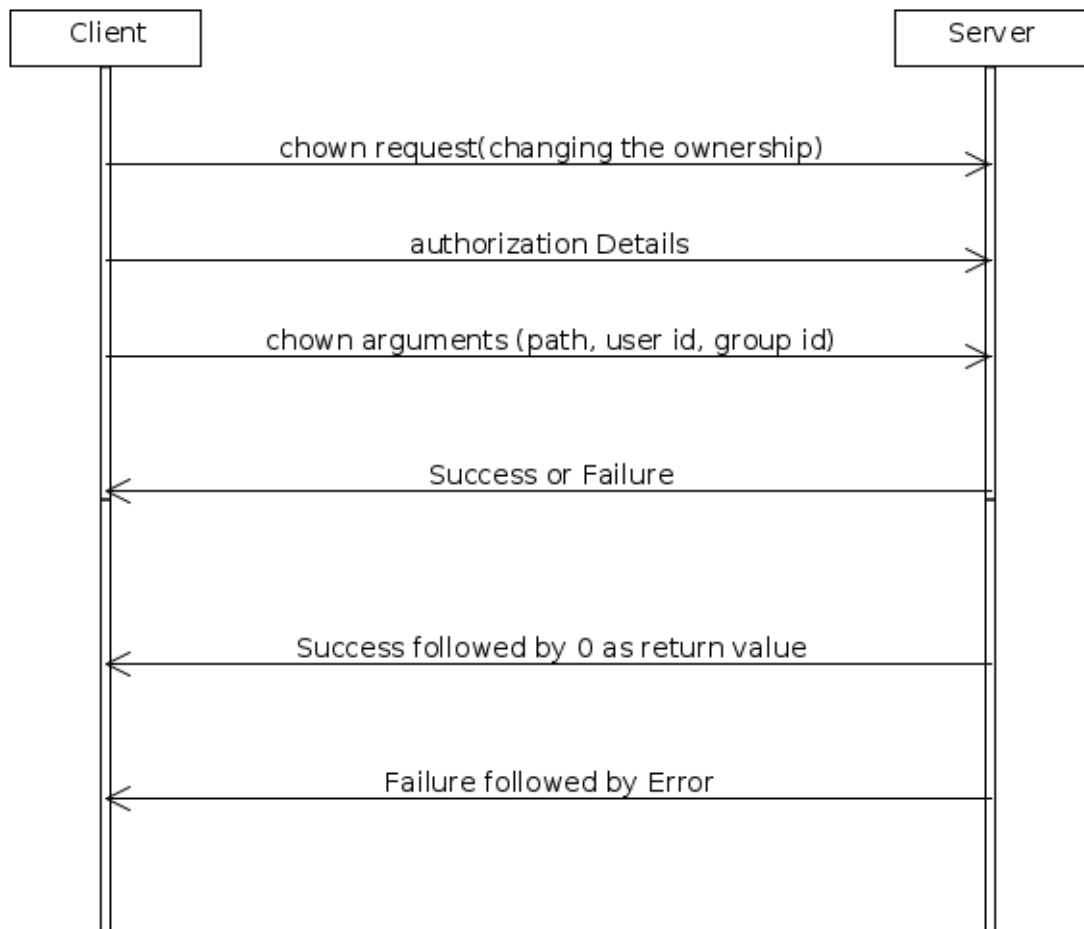 Client
Server
chown request(changing the ownership)
authorization Details
chown arguments (path, user id, group id)
Success or Failure
Success followed by 0 as return value
Failure followed by Error